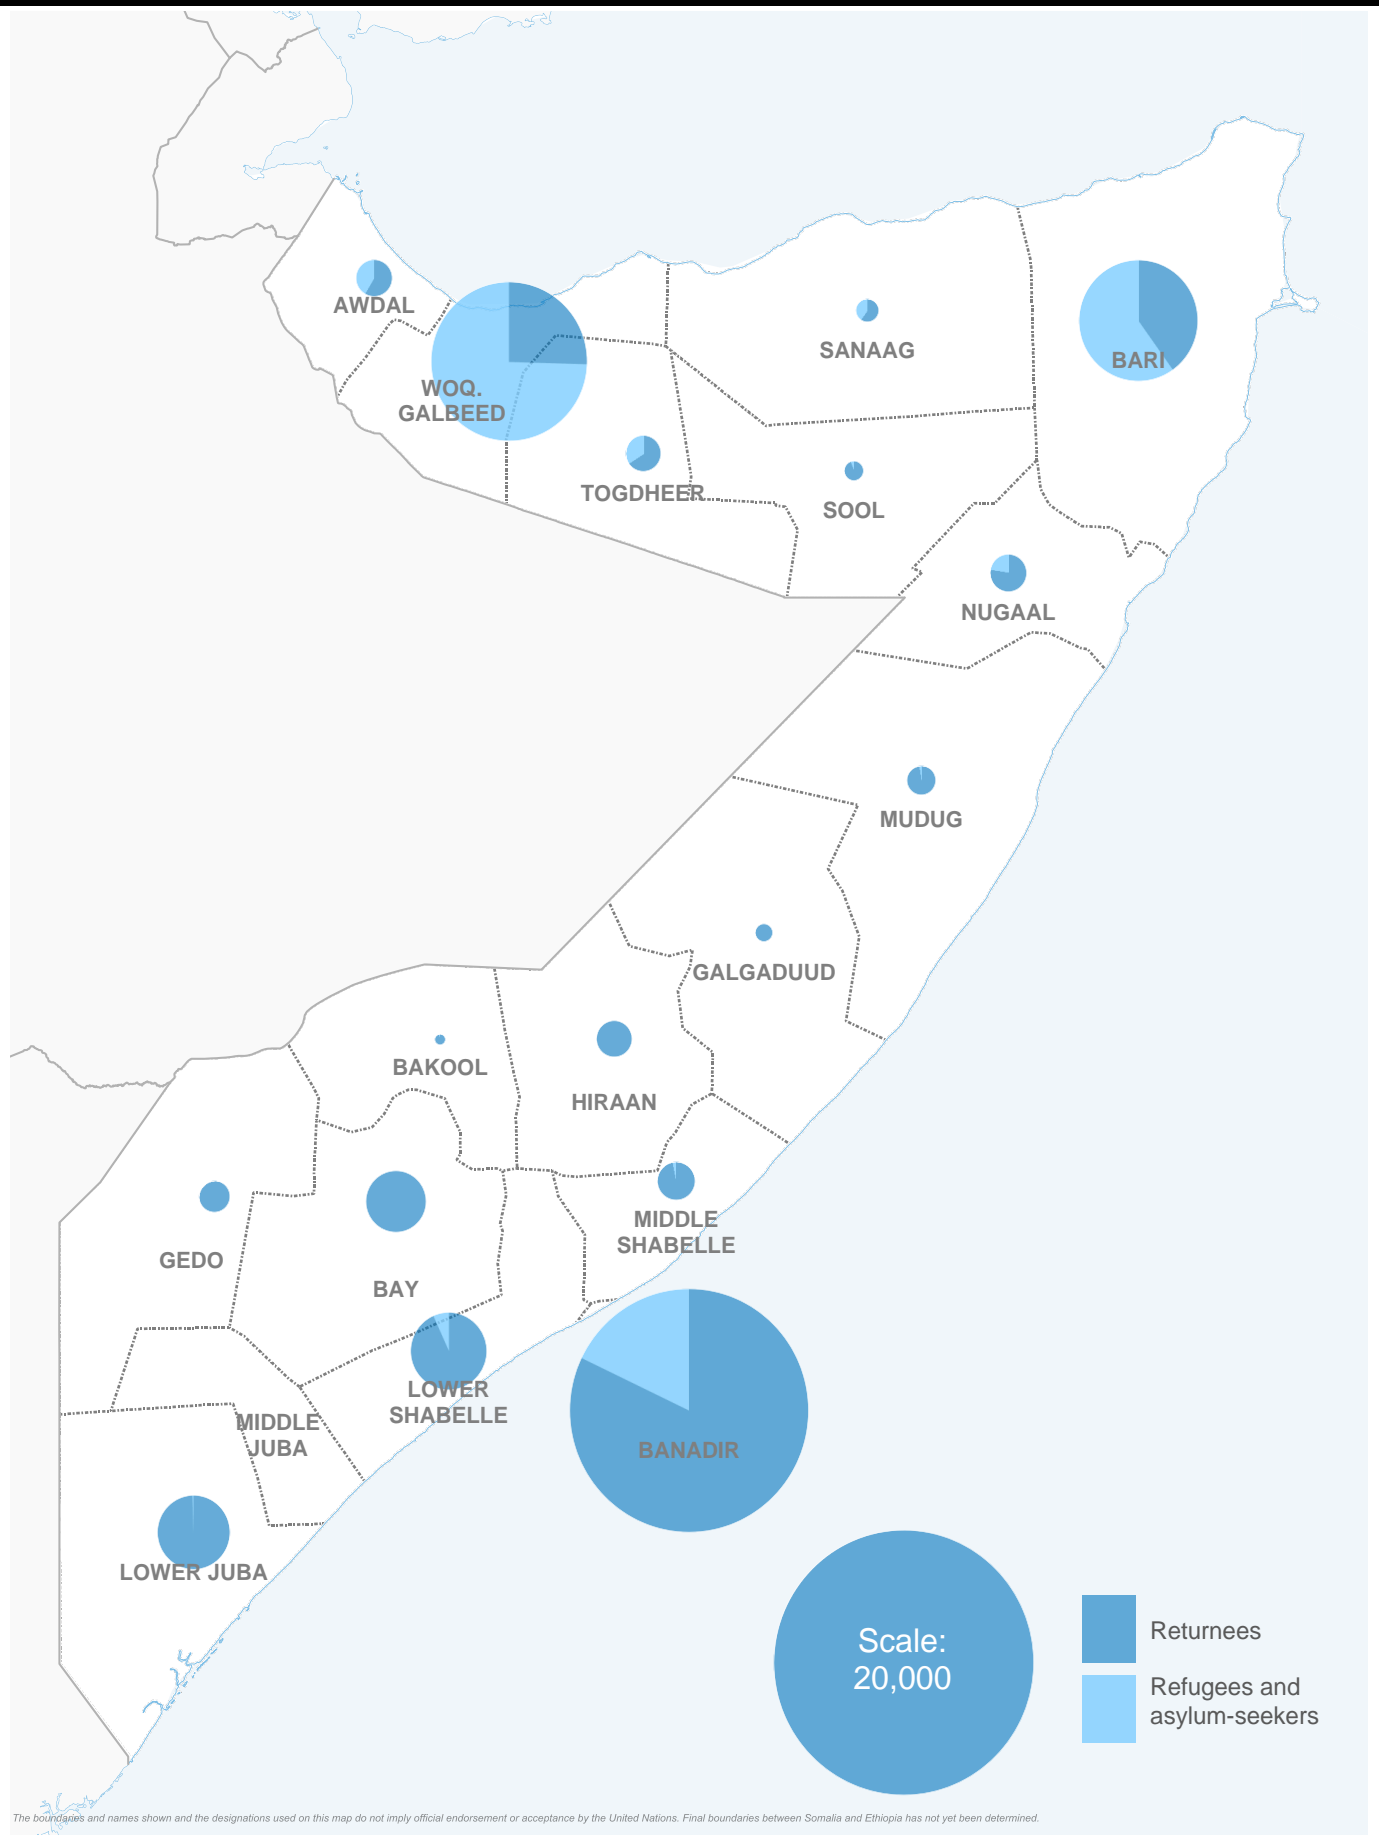 AWDAL
WOQ.
GALBEED
SANAAG
BARI
TOGDHEER
SOOL
NUGAAL
MUDUG
GALGADUUD
BAKOOL
HIRAAN
MIDDLE
SHABELLE
GEDO
BAY
LOWER
SHABELLE
MIDDLE
JUBA
BANADIR
LOWER JUBA
Scale:
20,000
Returnees
Refugees and
asylum-seekers
The boundaries and names shown and the designations used on this map do not imply official endorsement or acceptance by the United Nations. Final boundaries between Somalia and Ethiopia has not yet been determined.